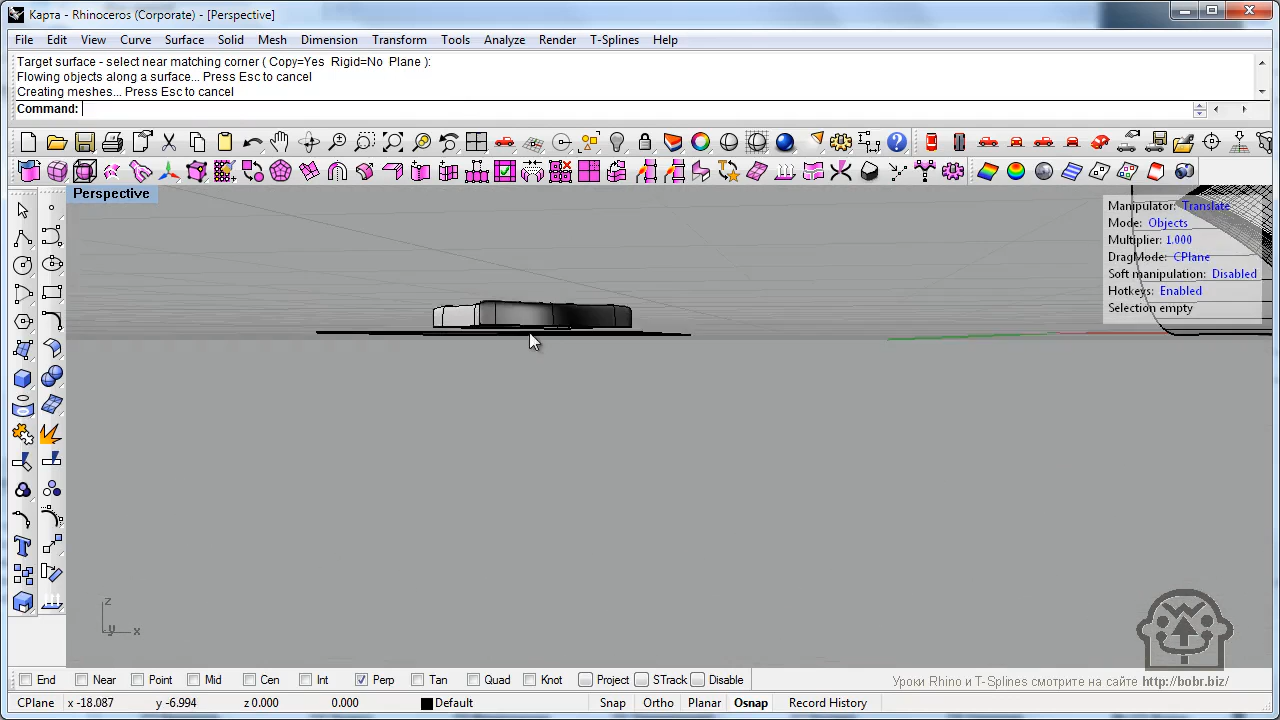 Карта - Rhinoceros (Corporate) - [Perspective]
File Edit View Curve Surface Solid Mesh Dimension Transform Tools Analyze Render T-Splines Help
Target surface - select near matching corner ( Copy=Yes Rigid=No Plane ):
Flowing objects along a surface... Press Esc to cancel
Creating meshes... Press Esc to cancel
Command:
Perspective
Manipulator: Translate
Mode: Objects
Multiplier: 1.000
DragMode: CPlane
Soft manipulation: Disabled
Hotkeys: Enabled
Selection empty
z
y x
Уроки Rhino и T-Splines смотрите на сайте http://bobr.biz/
End Near Point Mid Cen Int Perp Tan Quad Knot Project STrack Disable
CPlane x -18.087 y -6.994 z 0.000 0.000 Default Snap Ortho Planar Osnap Record History